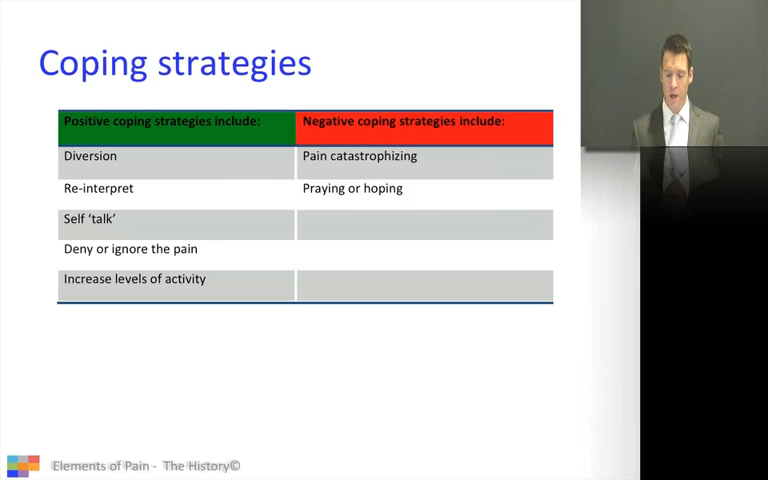 Coping strategies
Positive coping strategies include: Negative coping strategies include:
Diversion Pain catastrophizing
Re-interpret Praying or hoping
Self ‘talk’
Deny or ignore the pain
Increase levels of activity
Elements of Pain - The History©